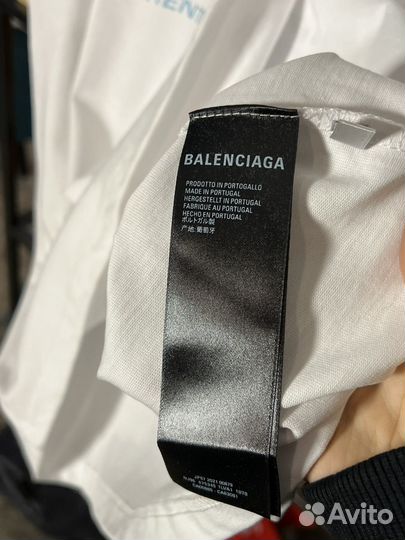 BALENCIAGA
PRODOTTO IN PORTOGALLO
MADE IN PORTUGAL
HERGESTELLT IN PORTUGAL
FABRIQUÉ AU PORTUGAL
HECHO EN PORTUGAL
ポルトガル製
产地: 葡萄牙
Avito